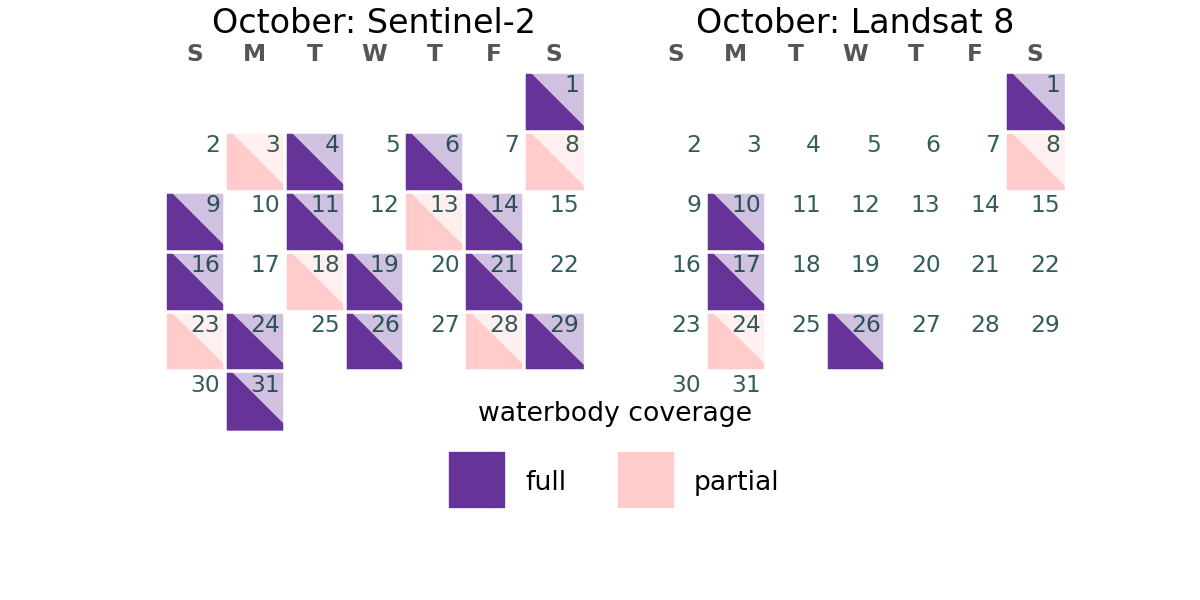 October: Sentinel-2
S M T W T F S
1
2 3 4 5 6 7 8
9 10 11 12 13 14 15
16 17 18 19 20 21 22
23 24 25 26 27 28 29
30 31
October: Landsat 8
S M T W T F S
1
2 3 4 5 6 7 8
9 10 11 12 13 14 15
16 17 18 19 20 21 22
23 24 25 26 27 28 29
30 31
waterbody coverage
full partial